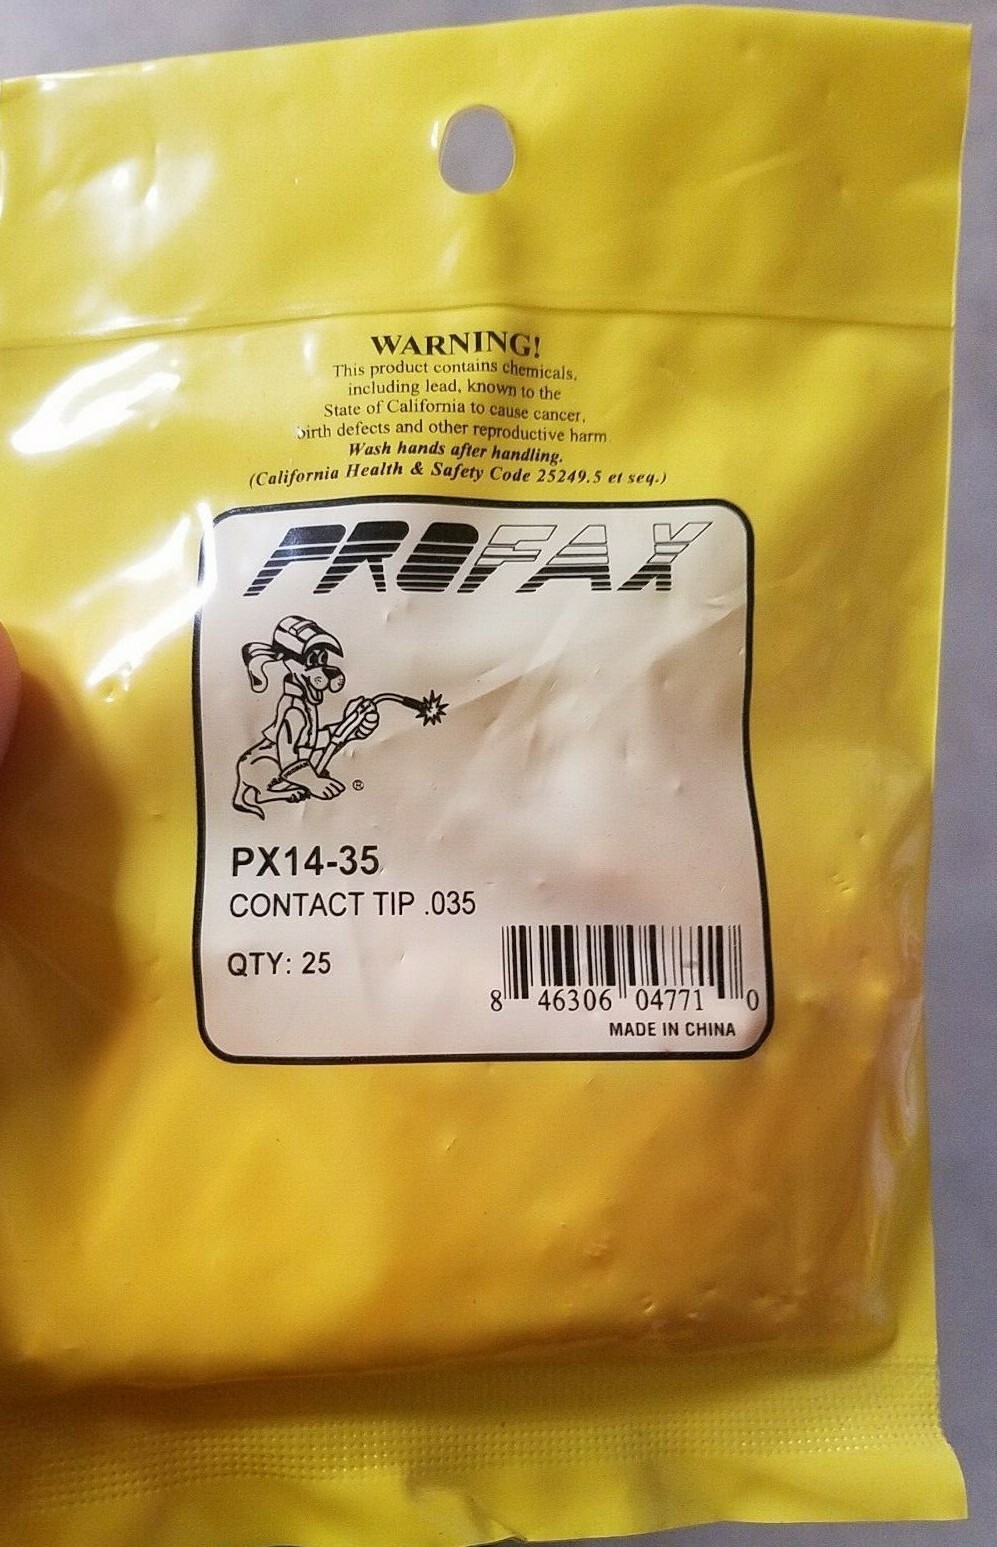 WARNING!
This product contains chemicals,
including lead, known to the
State of California to cause cancer,
birth defects and other reproductive harm
Wash hands after handling.
(California Health & Safety Code 25249.5 et seq.)
PROFAX
®
PX14-35
CONTACT TIP .035
QTY: 25
8 46306 04771 0
MADE IN CHINA